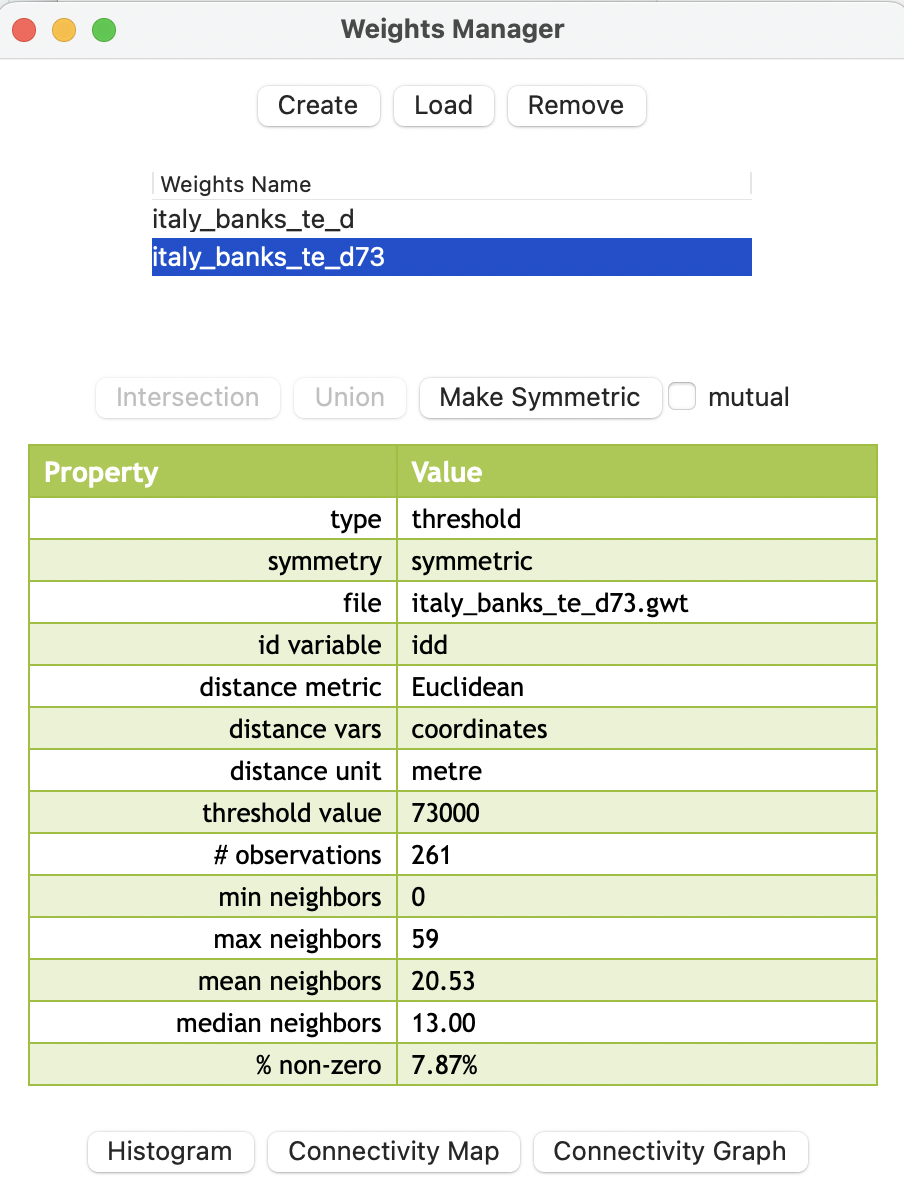 Weights Manager
Create Load Remove
Weights Name
italy_banks_te_d
italy_banks_te_d73
Intersection Union Make Symmetric mutual
Property Value
type threshold
symmetry symmetric
file italy_banks_te_d73.gwt
id variable idd
distance metric Euclidean
distance vars coordinates
distance unit metre
threshold value 73000
# observations 261
min neighbors 0
max neighbors 59
mean neighbors 20.53
median neighbors 13.00
% non-zero 7.87%
Histogram Connectivity Map Connectivity Graph